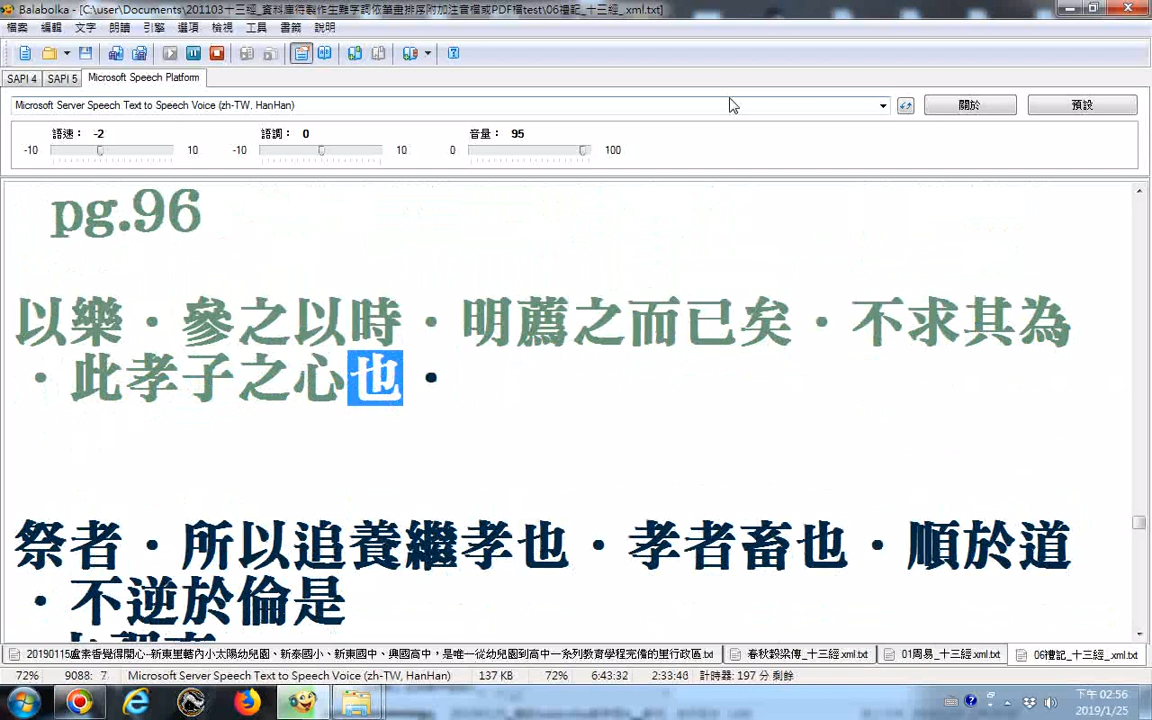 Balabolka - [C:\user\Documents\201103十三經_資料庫待製作生難字詞依筆畫排序附加注音檔或PDF檔test\06禮記_十三經_.xml.txt]
檔案 編輯 文字 朗讀 引擎 選項 檢視 工具 書籤 說明
SAPI 4 SAPI 5 Microsoft Speech Platform
Microsoft Server Speech Text to Speech Voice (zh-TW, HanHan) 關於 預設
語速： -2 語調： 0 音量： 95
-10 10 -10 10 0 100
pg.96
以樂．參之以時．明薦之而已矣．不求其為
．此孝子之心也．
祭者．所以追養繼孝也．孝者畜也．順於道
．不逆於倫是
20190115盧素香覺得開心--新東里轄內小太陽幼兒園、新泰國小、新東國中、興國高中，是唯一從幼兒園到高中一系列教育學程完備的里行政區.txt 春秋穀梁傳_十三經.xml.txt 01周易_十三經.xml.txt 06禮記_十三經_.xml.txt
72% 9088: 7 Microsoft Server Speech Text to Speech Voice (zh-TW, HanHan) 137 KB 72% 6:43:32 2:33:46 計時器: 197 分 剩餘
下午 02:56
2019/1/25